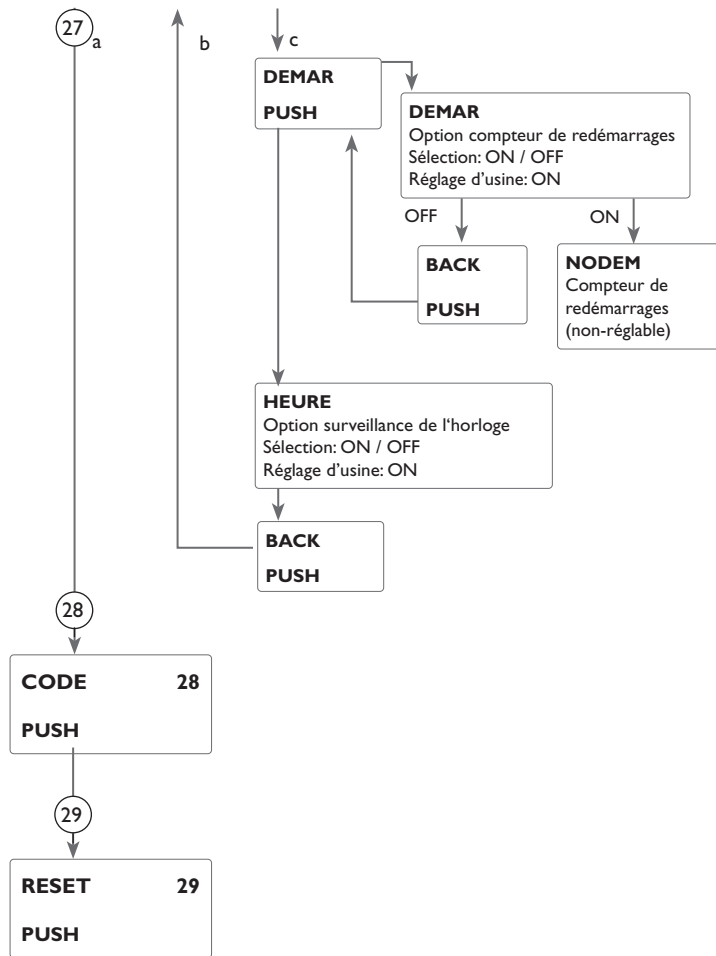 27
a
b
c
DEMAR
PUSH
DEMAR
Option compteur de redémarrages
Sélection: ON / OFF
Réglage d'usine: ON
OFF
ON
BACK
PUSH
NODEM
Compteur de
redémarrages
(non-réglable)
HEURE
Option surveillance de l‘horloge
Sélection: ON / OFF
Réglage d’usine: ON
BACK
PUSH
28
CODE 28
PUSH
29
RESET 29
PUSH